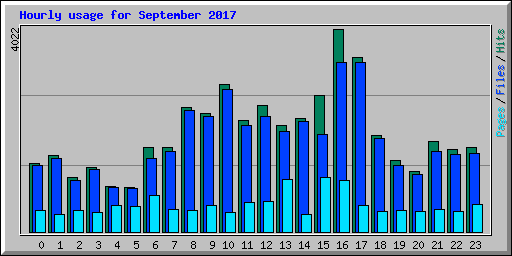 Hourly usage for September 2017
4022
Pages/Files/Hits
0 1 2 3 4 5 6 7 8 9 10 11 12 13 14 15 16 17 18 19 20 21 22 23